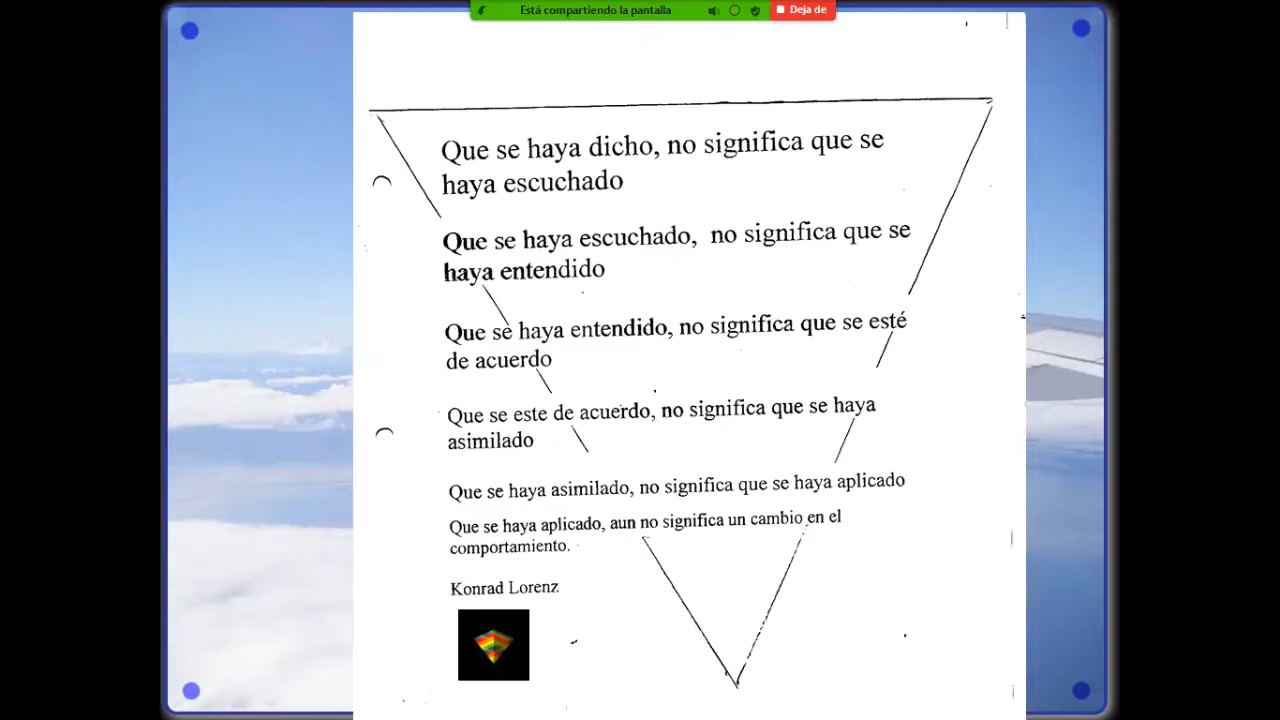 Está compartiendo la pantalla
Deja de
Que se haya dicho, no significa que se
haya escuchado
Que se haya escuchado, no significa que se
haya entendido
Que se haya entendido, no significa que se esté
de acuerdo
Que se este de acuerdo, no significa que se haya
asimilado
Que se haya asimilado, no significa que se haya aplicado
Que se haya aplicado, aun no significa un cambio en el
comportamiento.
Konrad Lorenz